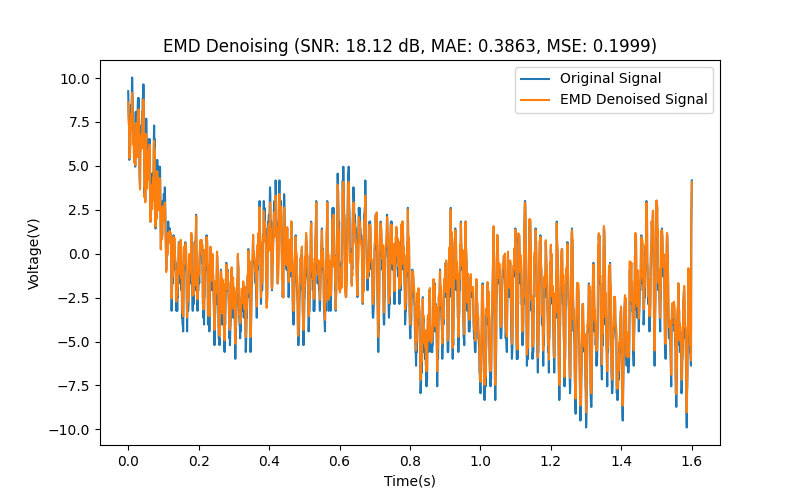 EMD Denoising (SNR: 18.12 dB, MAE: 0.3863, MSE: 0.1999)
Original Signal
EMD Denoised Signal
Voltage(V)
10.0
7.5
5.0
2.5
0.0
−2.5
−5.0
−7.5
−10.0
0.0 0.2 0.4 0.6 0.8 1.0 1.2 1.4 1.6
Time(s)